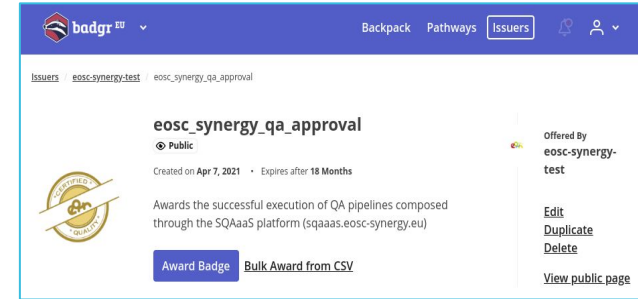 badgr EU
Backpack Pathways Issuers
Issuers / eosc-synergy-test / eosc_synergy_qa_approval
eosc_synergy_qa_approval
Public
Created on Apr 7, 2021 • Expires after 18 Months
Awards the successful execution of QA pipelines composed
through the SQAaaS platform (sqaaas.eosc-synergy.eu)
Award Badge Bulk Award from CSV
CERTIFIED
QUALITY
Offered By
eosc-synergy-
test
Edit
Duplicate
Delete
View public page